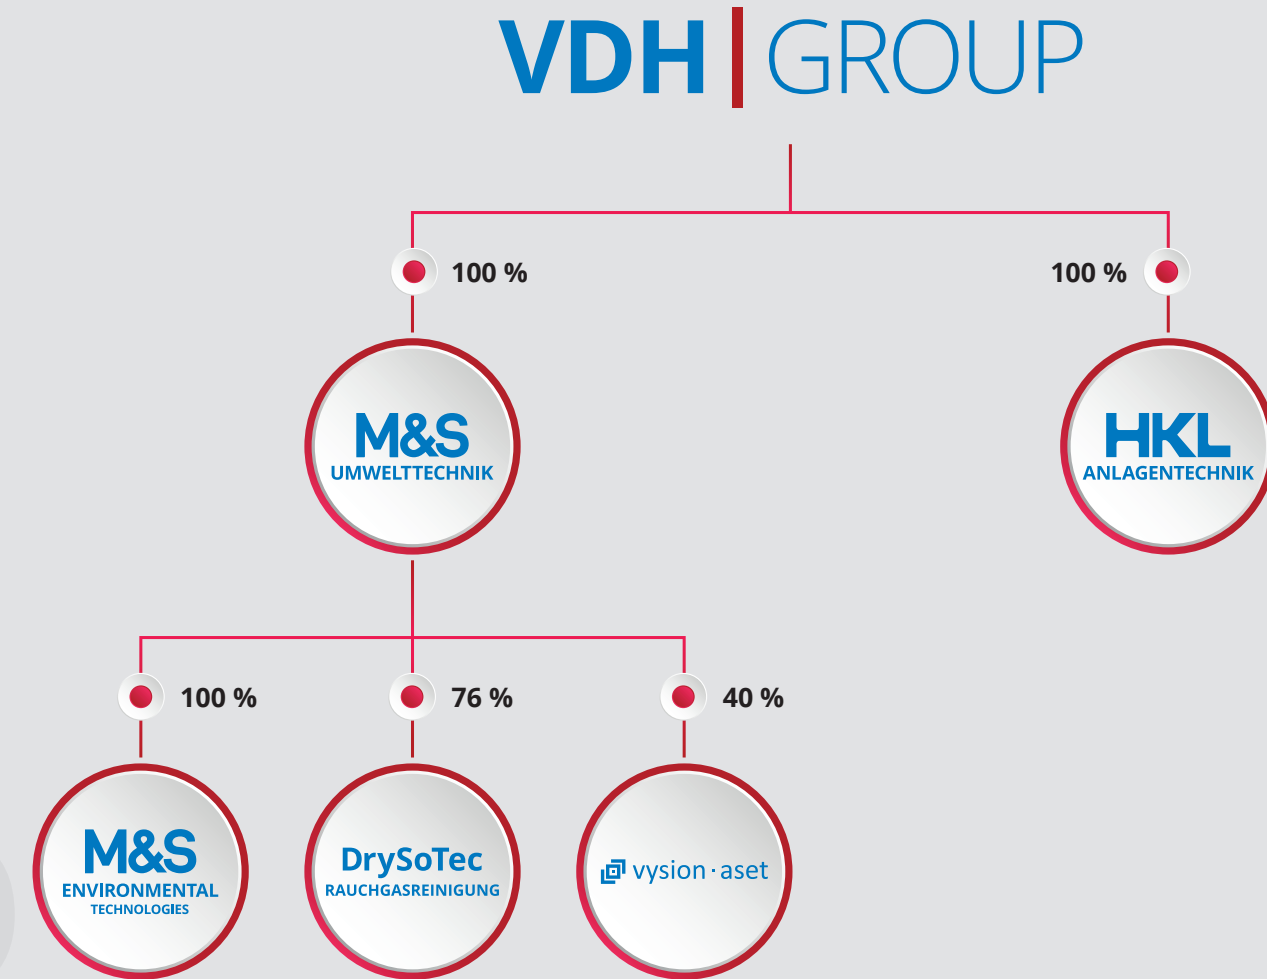 VDH | GROUP
100 %
100 %
M&S
UMWELTTECHNIK
HKL
ANLAGENTECHNIK
100 %
76 %
40 %
M&S
ENVIRONMENTAL
TECHNOLOGIES
DrySoTec
RAUCHGASREINIGUNG
vysion·aset